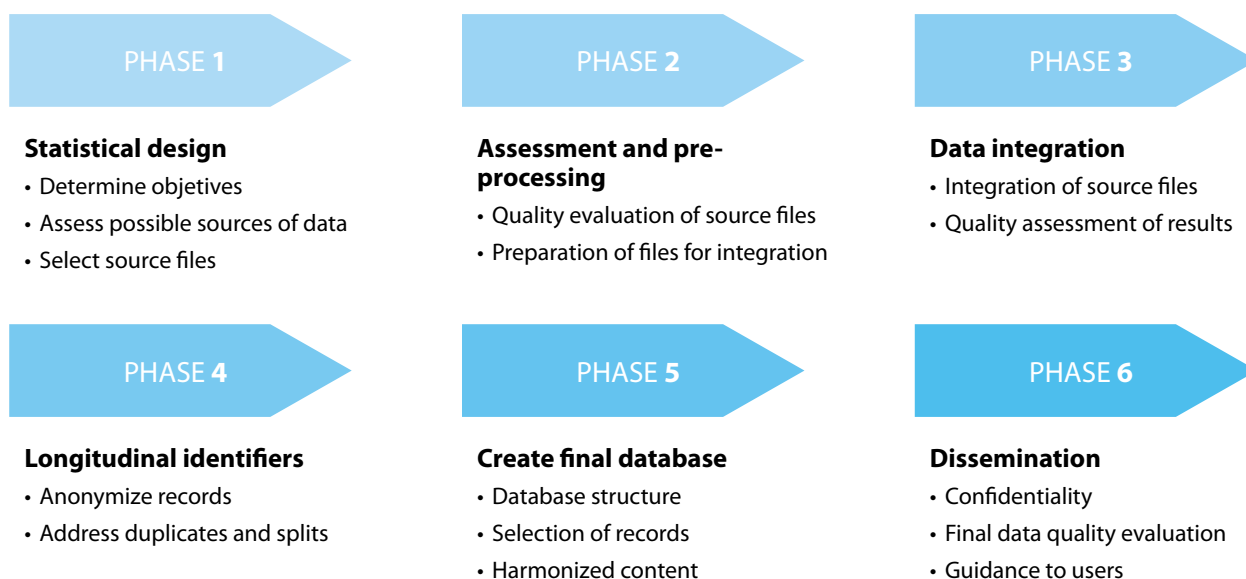 PHASE 1
Statistical design
• Determine objetives
• Assess possible sources of data
• Select source files
PHASE 2
Assessment and pre-
processing
• Quality evaluation of source files
• Preparation of files for integration
PHASE 3
Data integration
• Integration of source files
• Quality assessment of results
PHASE 4
Longitudinal identifiers
• Anonymize records
• Address duplicates and splits
PHASE 5
Create final database
• Database structure
• Selection of records
• Harmonized content
PHASE 6
Dissemination
• Confidentiality
• Final data quality evaluation
• Guidance to users